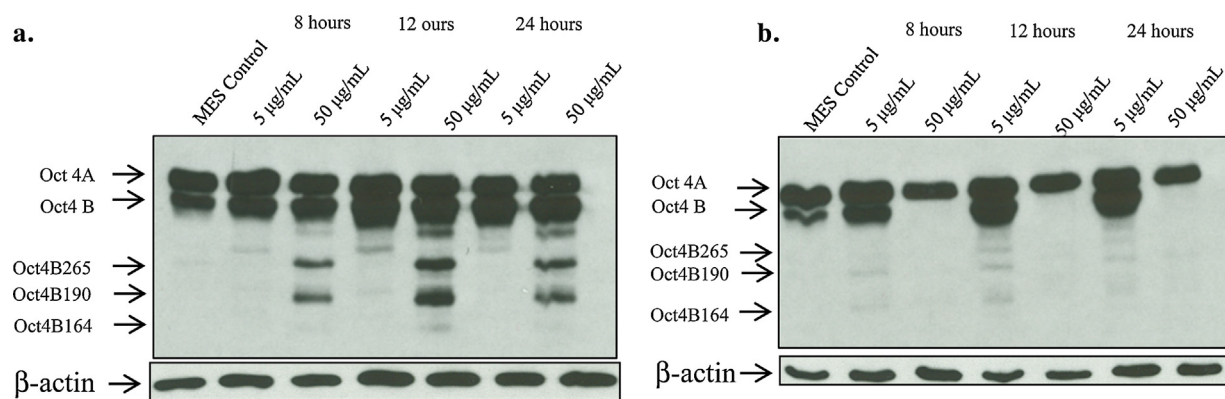 a.
8 hours
12 ours
24 hours
MES Control
5 µg/mL
50 µg/mL
5 µg/mL
50 µg/mL
5 µg/mL
50 µg/mL
Oct 4A
Oct4 B
Oct4B265
Oct4B190
Oct4B164
β-actin
b.
8 hours
12 hours
24 hours
MES Control
5 µg/mL
50 µg/mL
5 µg/mL
50 µg/mL
5 µg/mL
50 µg/mL
Oct 4A
Oct4 B
Oct4B265
Oct4B190
Oct4B164
β-actin